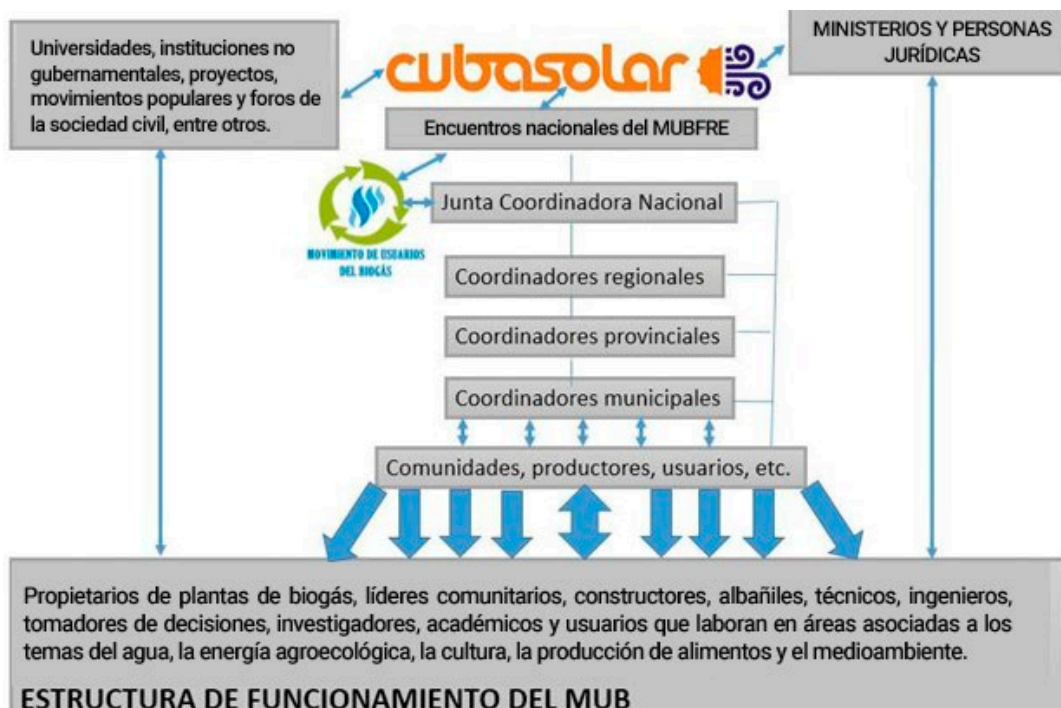 Universidades, instituciones no
gubernamentales, proyectos,
movimientos populares y foros de
la sociedad civil, entre otros.
cubasolar
MINISTERIOS Y PERSONAS
JURÍDICAS
Encuentros nacionales del MUBFRE
MOVIMIENTO DE USUARIOS
DEL BIOGÁS
Junta Coordinadora Nacional
Coordinadores regionales
Coordinadores provinciales
Coordinadores municipales
Comunidades, productores, usuarios, etc.
Propietarios de plantas de biogás, líderes comunitarios, constructores, albañiles, técnicos, ingenieros,
tomadores de decisiones, investigadores, académicos y usuarios que laboran en áreas asociadas a los
temas del agua, la energía agroecológica, la cultura, la producción de alimentos y el medioambiente.
ESTRUCTURA DE FUNCIONAMIENTO DEL MUB